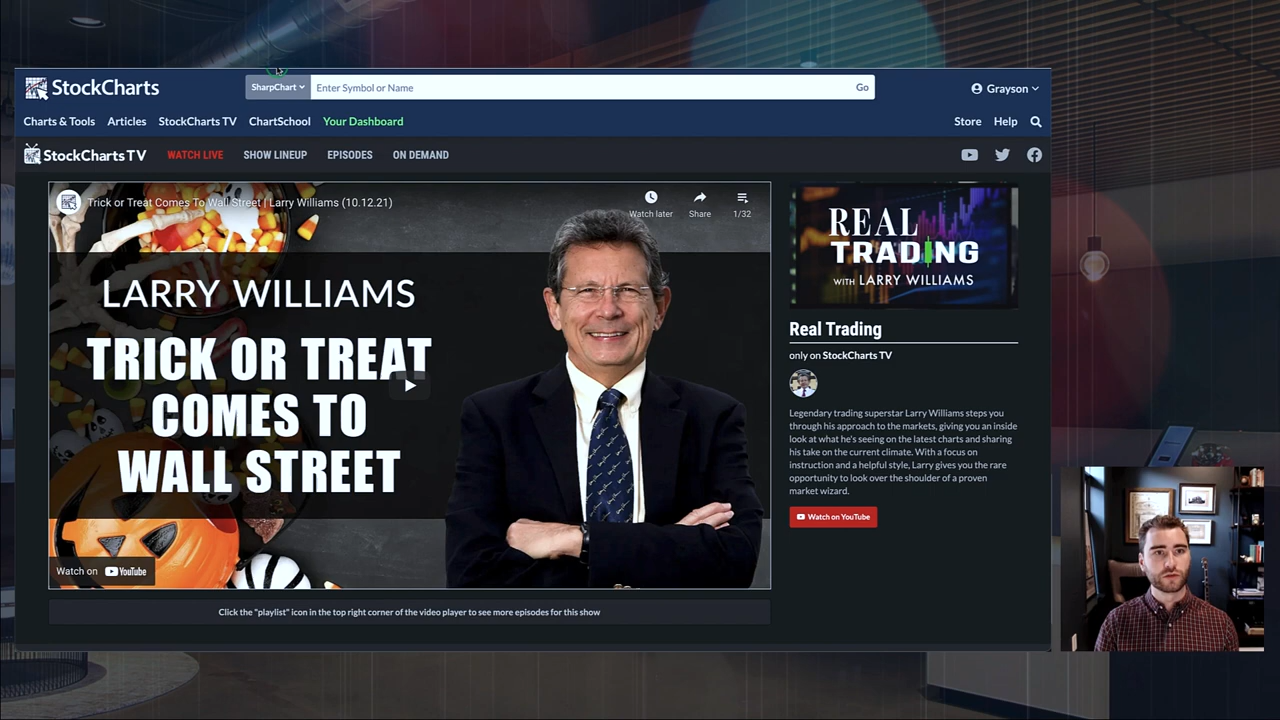 StockCharts
SharpChart
Enter Symbol or Name
Go
Grayson
Charts & Tools
Articles
StockCharts TV
ChartSchool
Your Dashboard
Store
Help
StockCharts TV
WATCH LIVE
SHOW LINEUP
EPISODES
ON DEMAND
Trick or Treat Comes To Wall Street | Larry Williams (10.12.21)
Watch later
Share
1/32
LARRY WILLIAMS
TRICK OR TREAT
COMES TO
WALL STREET
Watch on YouTube
Click the "playlist" icon in the top right corner of the video player to see more episodes for this show
REAL
TRADING
WITH LARRY WILLIAMS
Real Trading
only on StockCharts TV
Legendary trading superstar Larry Williams steps you
through his approach to the markets, giving you an inside
look at what he's seeing on the latest charts and sharing
his take on the current climate. With a focus on
instruction and a helpful style, Larry gives you the rare
opportunity to look over the shoulder of a proven
market wizard.
Watch on YouTube